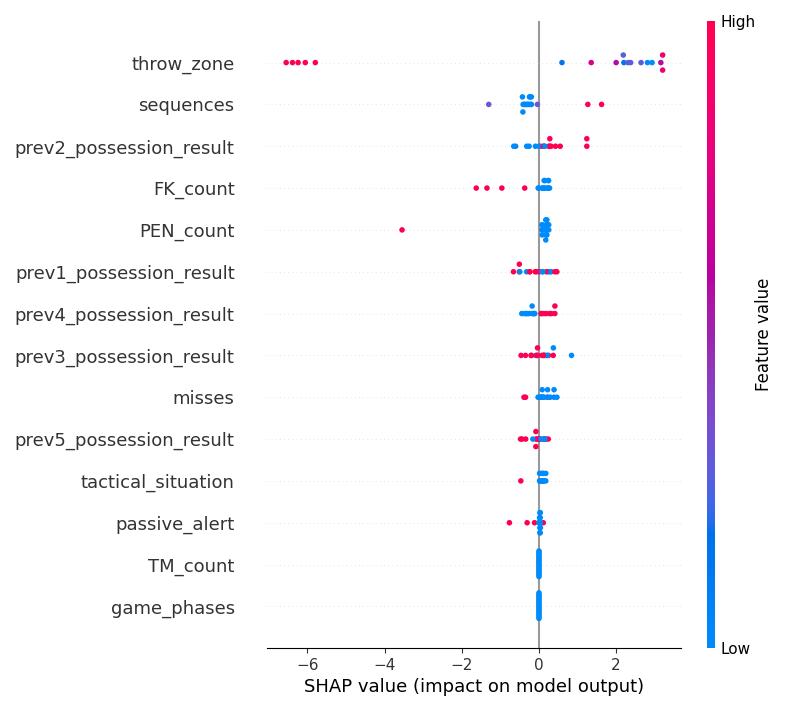 High
throw_zone
sequences
prev2_possession_result
FK_count
PEN_count
prev1_possession_result
prev4_possession_result
prev3_possession_result
misses
prev5_possession_result
tactical_situation
passive_alert
TM_count
game_phases
Feature value
Low
−6 −4 −2 0 2
SHAP value (impact on model output)